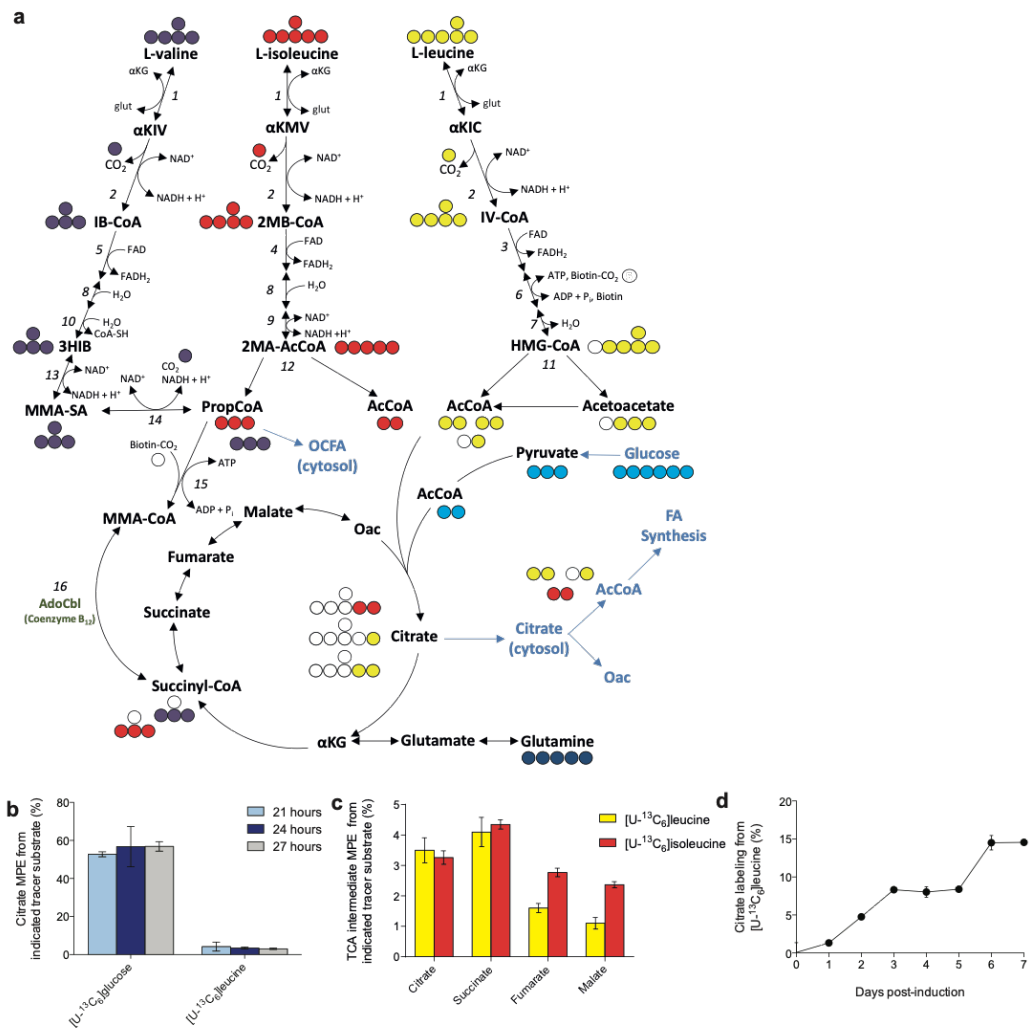 a
L-valine
L-isoleucine
L-leucine
αKG
αKG
αKG
1
1
1
glut
glut
glut
αKIV
αKMV
αKIC
CO2
NAD+
CO2
NAD+
CO2
NAD+
2
NADH + H+
2
NADH + H+
2
NADH + H+
IB-CoA
2MB-CoA
IV-CoA
5
FAD
FADH2
4
FAD
FADH2
3
FAD
FADH2
8
H2O
8
H2O
6
ATP, Biotin-CO2
ADP + Pi, Biotin
10
H2O
CoA-SH
9
NAD+
NADH +H+
7
H2O
3HIB
2MA-AcCoA
HMG-CoA
12
11
13
NAD+
NADH + H+
NAD+
CO2
NADH + H+
14
MMA-SA
PropCoA
AcCoA
AcCoA
Acetoacetate
OCFA
(cytosol)
Biotin-CO2
ATP
15
ADP + Pi
Pyruvate
Glucose
AcCoA
MMA-CoA
Malate
Oac
FA
Synthesis
Fumarate
16
AdoCbl
(Coenzyme B12)
Succinate
AcCoA
Citrate
Citrate
(cytosol)
Oac
Succinyl-CoA
αKG
Glutamate
Glutamine
b
Citrate MPE from
indicated tracer substrate (%)
80
60
40
20
0
21 hours
24 hours
27 hours
[U-13C6]glucose
[U-13C6]leucine
c
TCA intermediate MPE from
indicated tracer substrate (%)
5
4
3
2
1
0
[U-13C6]leucine
[U-13C6]isoleucine
Citrate
Succinate
Fumarate
Malate
d
Citrate labeling from
[U-13C6]leucine (%)
20
15
10
5
0
0
1
2
3
4
5
6
7
Days post-induction